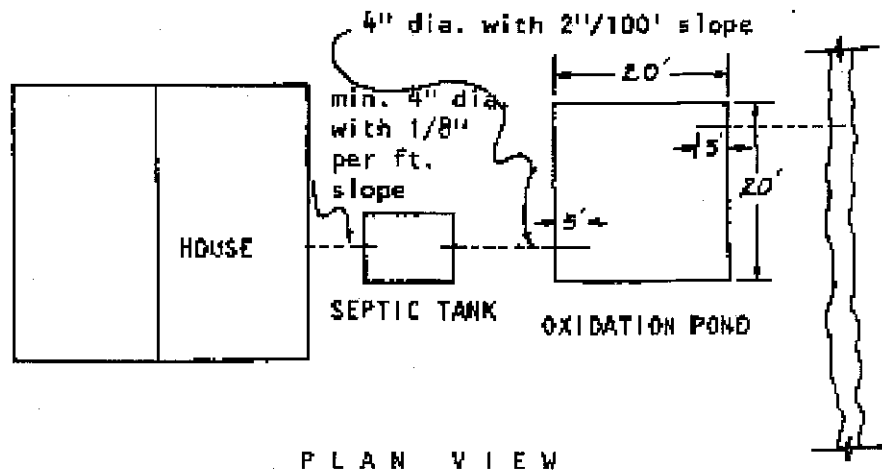 4" dia. with 2"/100' slope
20'
min. 4" dia.
with 1/8"
per ft.
slope
5'
20'
5'
HOUSE
SEPTIC TANK
OXIDATION POND
PLAN VIEW